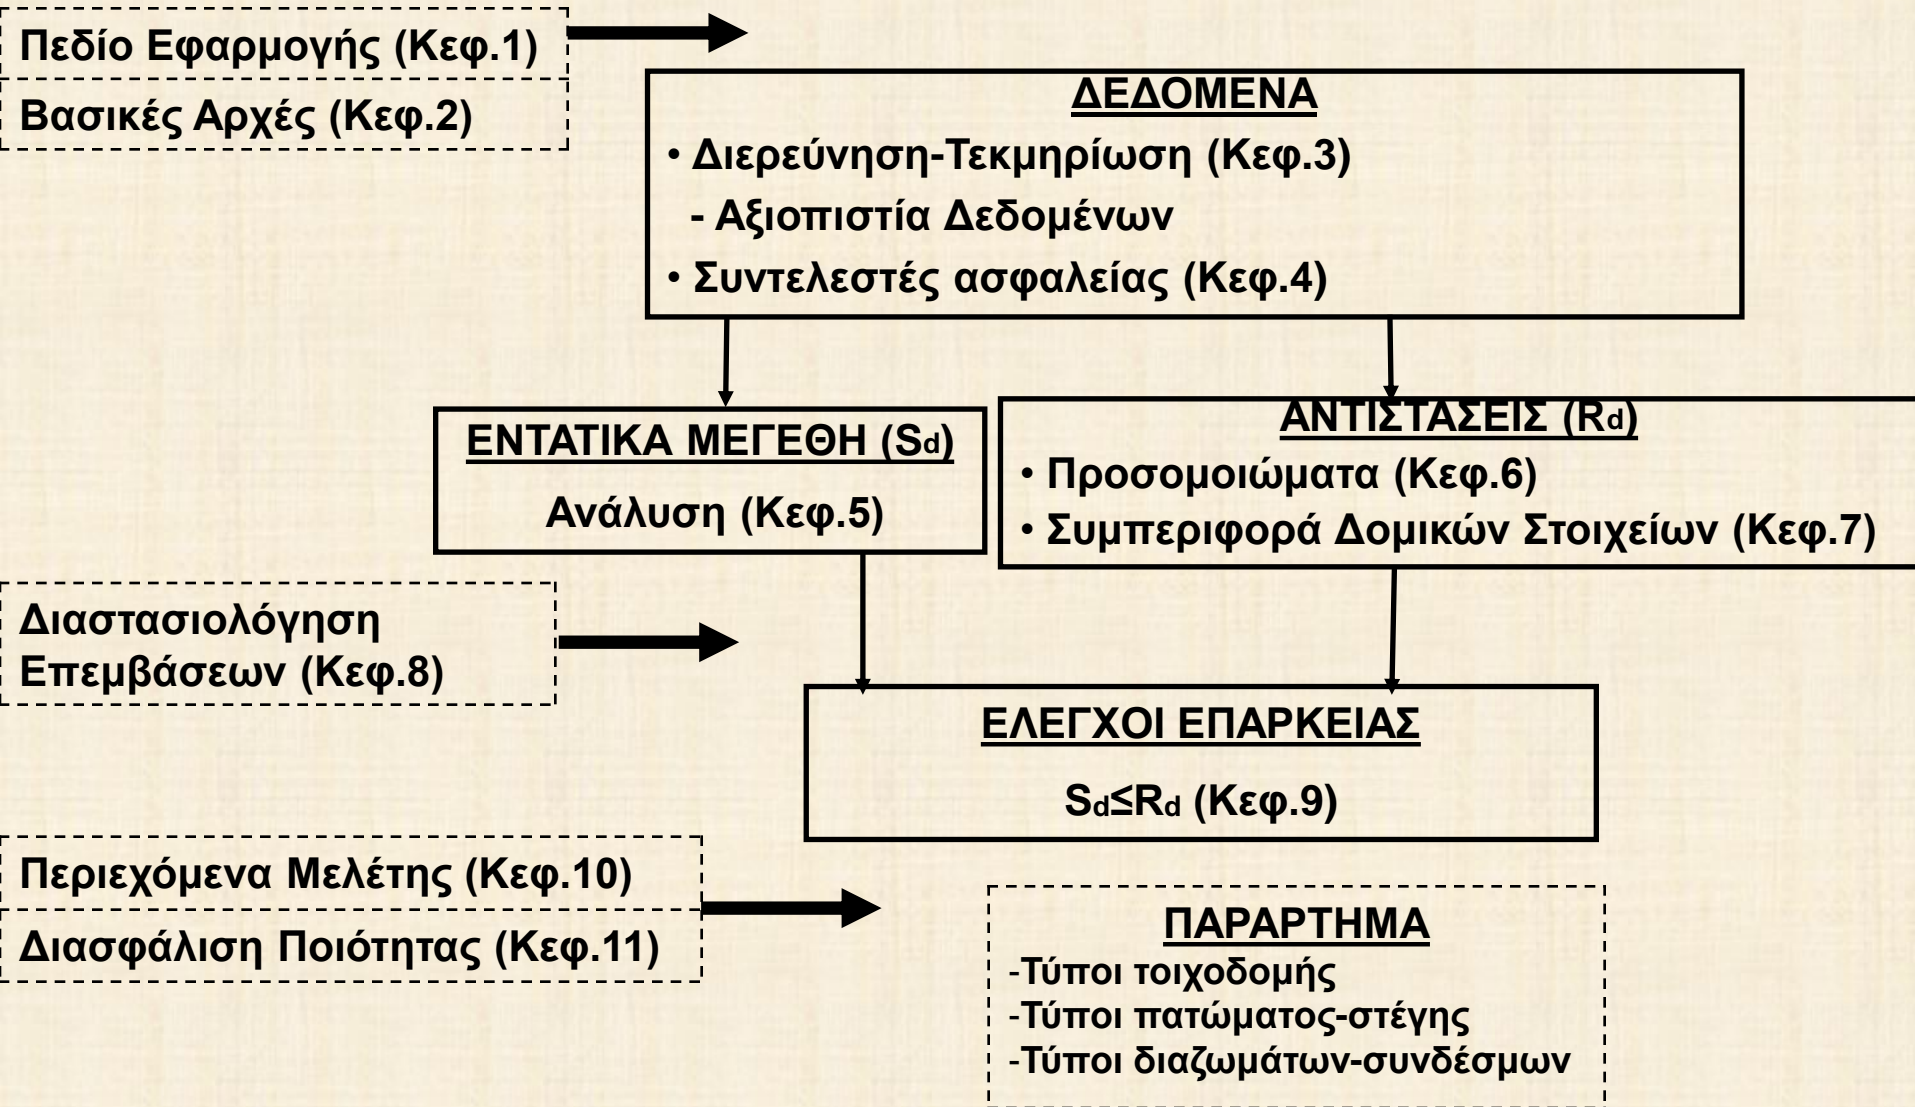 Πεδίο Εφαρμογής (Κεφ.1)
Βασικές Αρχές (Κεφ.2)
ΔΕΔΟΜΕΝΑ
• Διερεύνηση-Τεκμηρίωση (Κεφ.3)
- Αξιοπιστία Δεδομένων
• Συντελεστές ασφαλείας (Κεφ.4)
ΕΝΤΑΤΙΚΑ ΜΕΓΕΘΗ (Sd)
Ανάλυση (Κεφ.5)
ΑΝΤΙΣΤΑΣΕΙΣ (Rd)
• Προσομοιώματα (Κεφ.6)
• Συμπεριφορά Δομικών Στοιχείων (Κεφ.7)
Διαστασιολόγηση
Επεμβάσεων (Κεφ.8)
ΕΛΕΓΧΟΙ ΕΠΑΡΚΕΙΑΣ
Sd≤Rd (Κεφ.9)
Περιεχόμενα Μελέτης (Κεφ.10)
Διασφάλιση Ποιότητας (Κεφ.11)
ΠΑΡΑΡΤΗΜΑ
-Τύποι τοιχοδομής
-Τύποι πατώματος-στέγης
-Τύποι διαζωμάτων-συνδέσμων